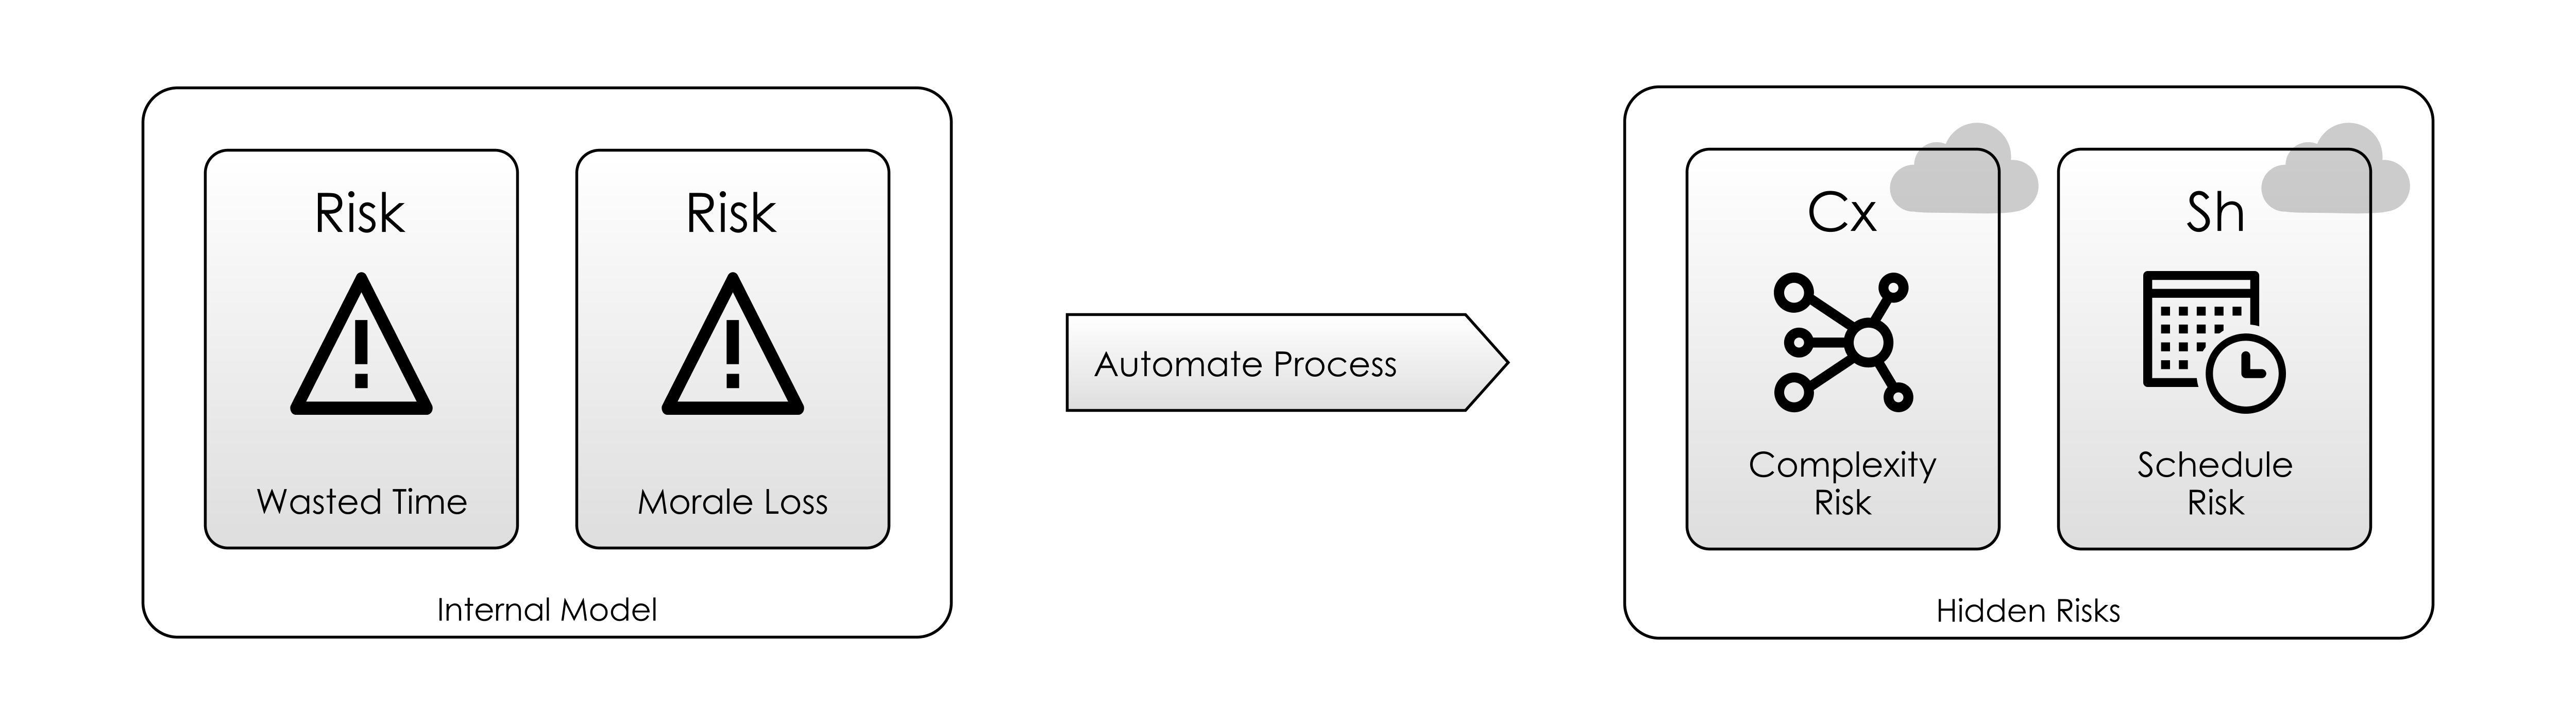 Risk
Wasted Time
Risk
Morale Loss
Internal Model
Automate Process
Cx
Complexity
Risk
Sh
Schedule
Risk
Hidden Risks